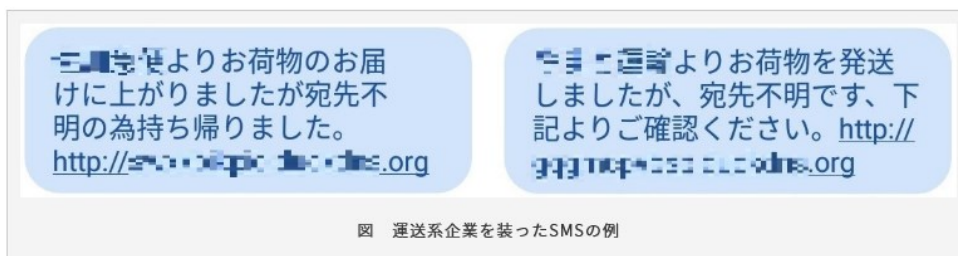 よりお荷物のお届
けに上がりましたが宛先不
明の為持ち帰りました。
http://
.org
よりお荷物を発送
しましたが、宛先不明です、下
記よりご確認ください。http://
.org
図 運送系企業を装ったSMSの例